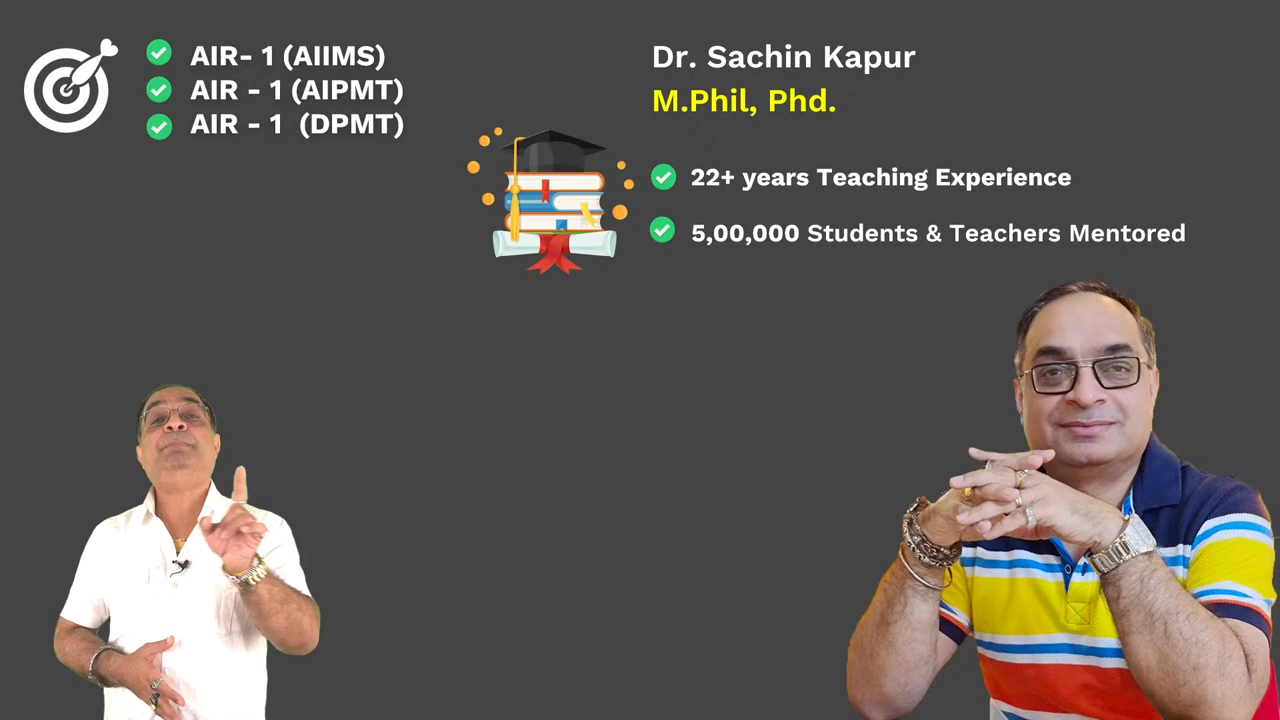 AIR- 1 (AIIMS)
AIR - 1 (AIPMT)
AIR - 1 (DPMT)
Dr. Sachin Kapur
M.Phil, Phd.
22+ years Teaching Experience
5,00,000 Students & Teachers Mentored